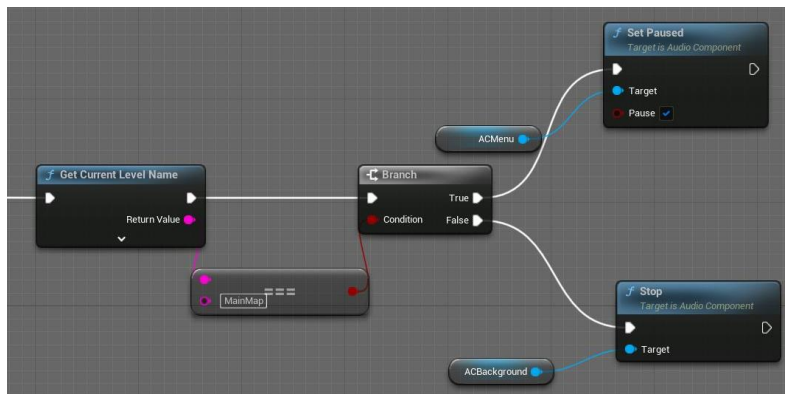 Set Paused
Target is Audio Component
Target
Pause
ACMenu
Get Current Level Name
Return Value
Branch
True
Condition
False
MainMap
===
Stop
Target is Audio Component
Target
ACBackground